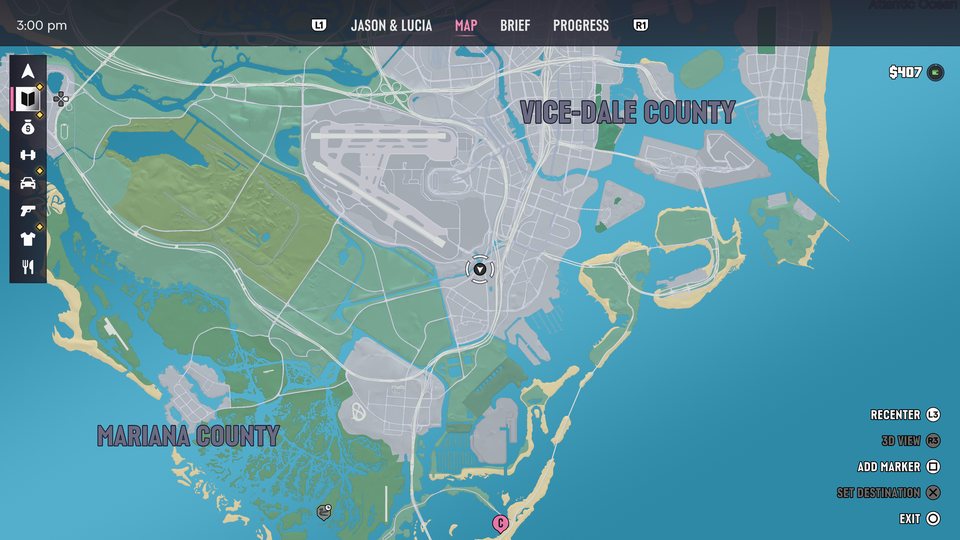 Atlantic Ocean
3:00 pm
L1 JASON & LUCIA MAP BRIEF PROGRESS R1
$407
VICE-DALE COUNTY
MARIANA COUNTY
RECENTER L3
3D VIEW R3
ADD MARKER
SET DESTINATION
EXIT
C